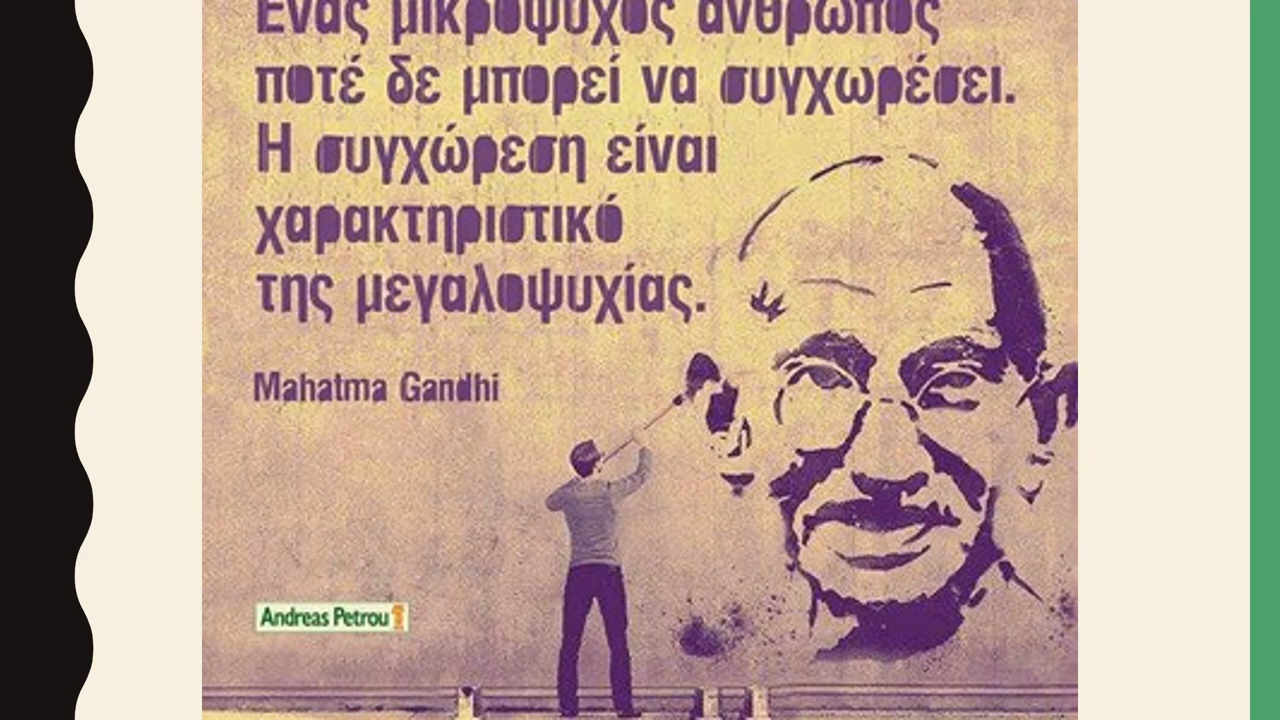 Ένας μικρόψυχος άνθρωπος
ποτέ δε μπορεί να συγχωρέσει.
Η συγχώρεση είναι
χαρακτηριστικό
της μεγαλοψυχίας.
Mahatma Gandhi
Andreas Petrou